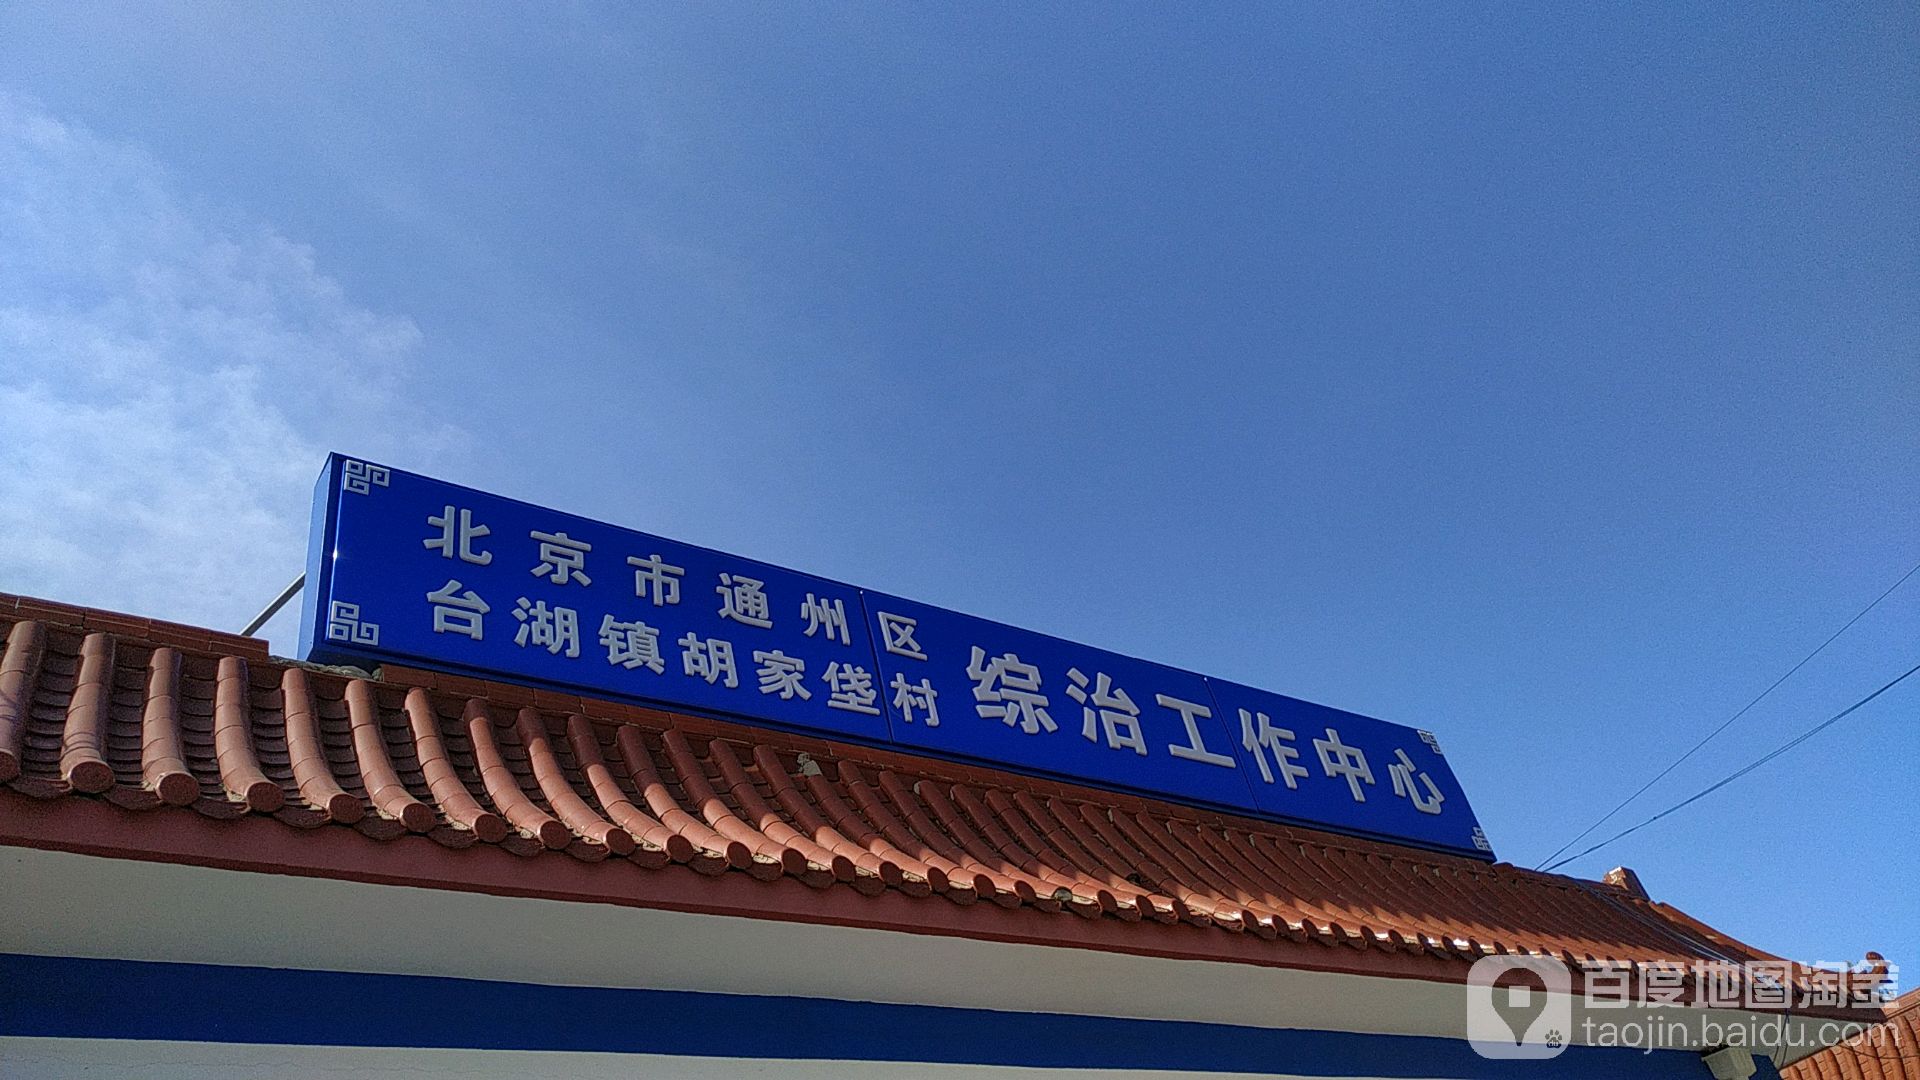 北京市通州区
台湖镇胡家垡村
综治工作中心
百度地图淘金
taojin.baidu.com